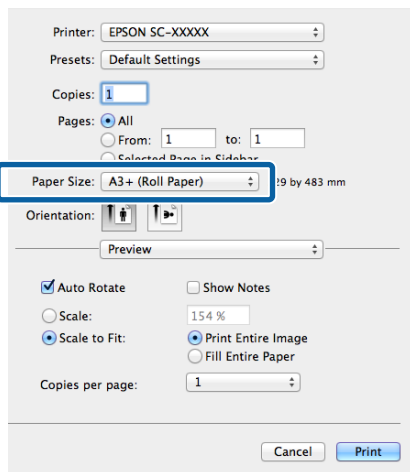 Printer: EPSON SC-XXXXX
Presets: Default Settings
Copies: 1
Pages: All
From: 1 to: 1
Selected Page in Sidebar
Paper Size: A3+ (Roll Paper) 29 by 483 mm
Orientation:
Preview
Auto Rotate Show Notes
Scale: 154 %
Scale to Fit: Print Entire Image
Fill Entire Paper
Copies per page: 1
Cancel Print